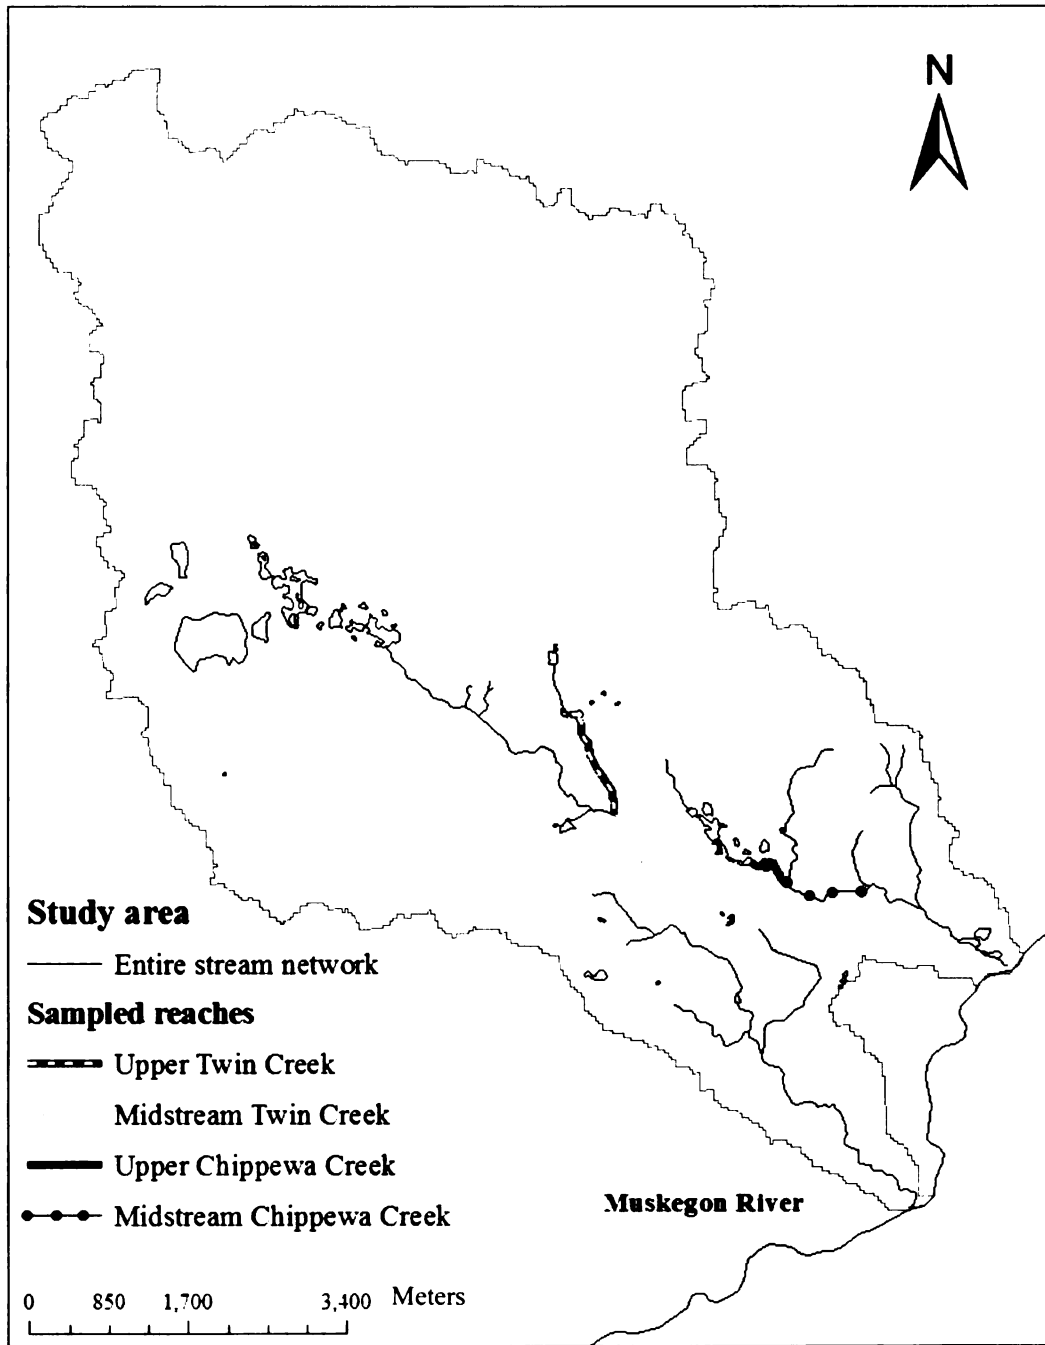 N
Study area
Entire stream network
Sampled reaches
Upper Twin Creek
Midstream Twin Creek
Upper Chippewa Creek
Midstream Chippewa Creek
Muskegon River
0 850 1,700 3,400 Meters